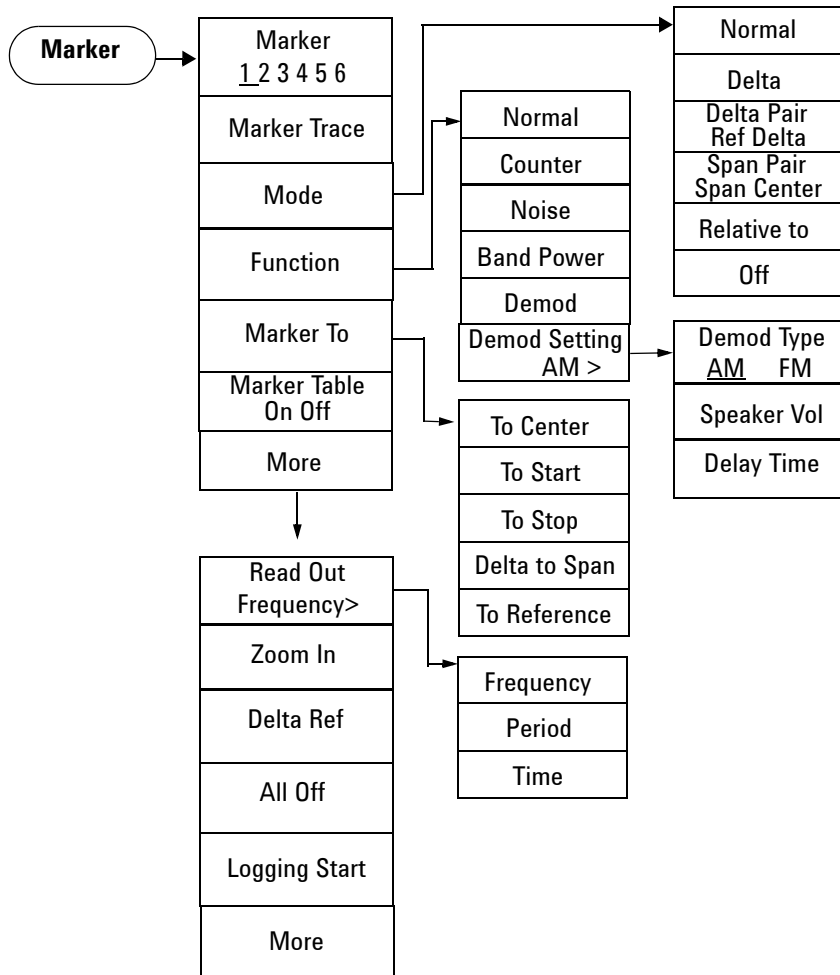 Marker
Marker
1 2 3 4 5 6
Marker Trace
Mode
Function
Marker To
Marker Table
On Off
More
Normal
Delta
Delta Pair
Ref Delta
Span Pair
Span Center
Relative to
Off
Normal
Counter
Noise
Band Power
Demod
Demod Setting
AM >
Demod Type
AM FM
Speaker Vol
Delay Time
To Center
To Start
To Stop
Delta to Span
To Reference
Read Out
Frequency>
Zoom In
Delta Ref
All Off
Logging Start
More
Frequency
Period
Time